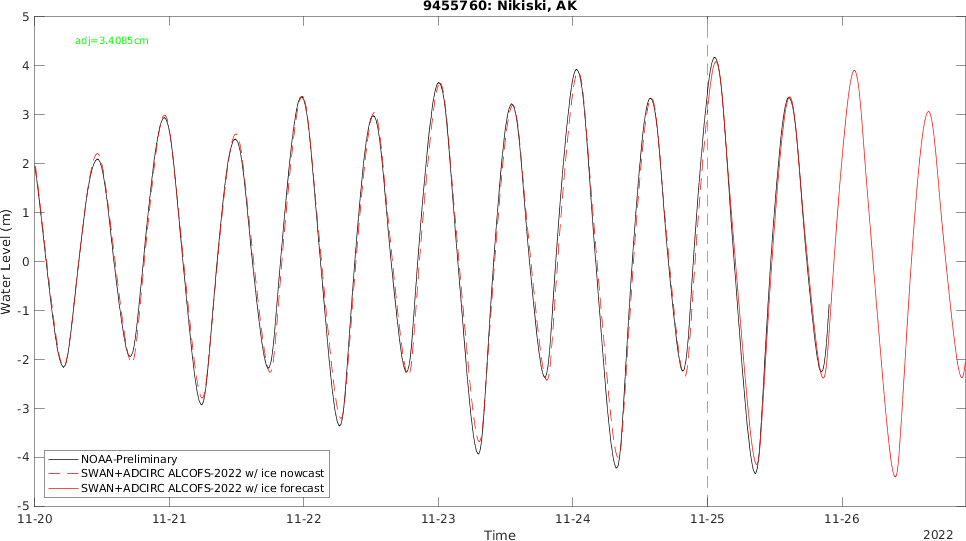 9455760: Nikiski, AK
adj=3.4085cm
5
4
3
2
1
0
-1
-2
-3
-4
-5
Water Level (m)
NOAA-Preliminary
SWAN+ADCIRC ALCOFS-2022 w/ ice nowcast
SWAN+ADCIRC ALCOFS-2022 w/ ice forecast
11-20 11-21 11-22 11-23 11-24 11-25 11-26
Time
2022